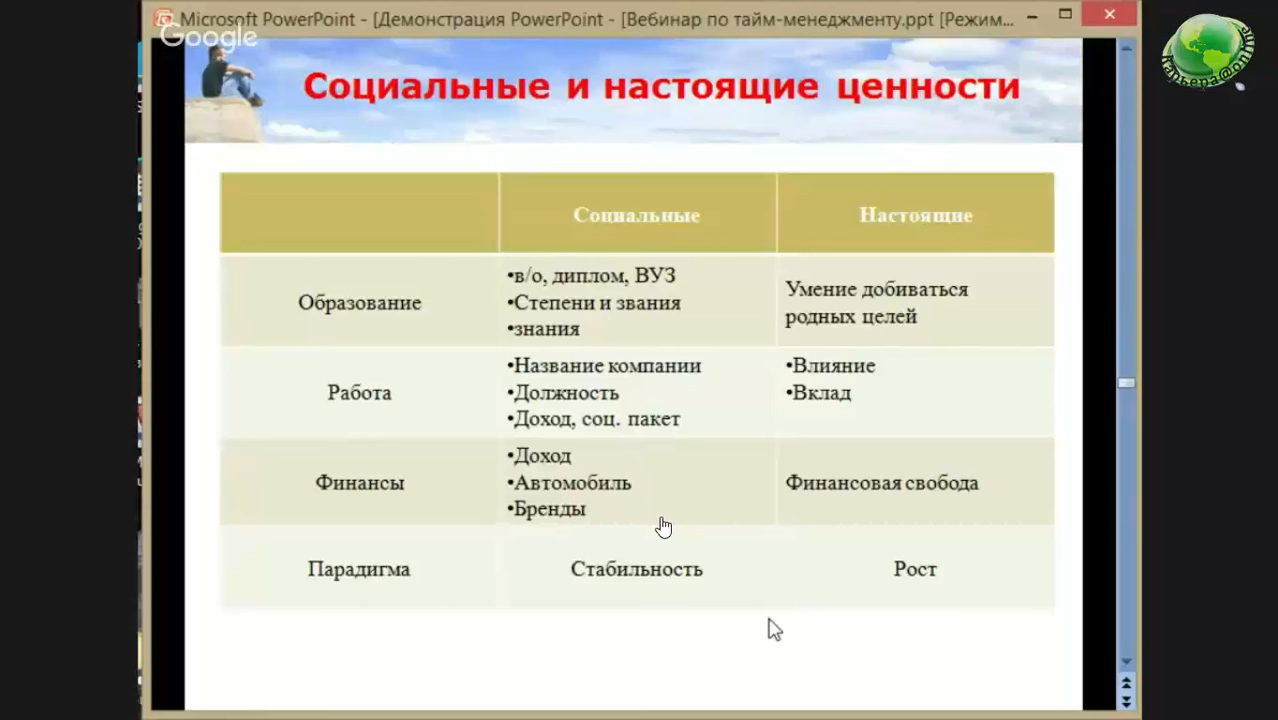 Microsoft PowerPoint - [Демонстрация PowerPoint - [Вебинар по тайм-менеджменту.ppt [Режим...
Google
Карьера@online
Социальные и настоящие ценности
Социальные
Настоящие
Образование
•в/о, диплом, ВУЗ
•Степени и звания
•знания
Умение добиваться
родных целей
Работа
•Название компании
•Должность
•Доход, соц. пакет
•Влияние
•Вклад
Финансы
•Доход
•Автомобиль
•Бренды
Финансовая свобода
Парадигма
Стабильность
Рост